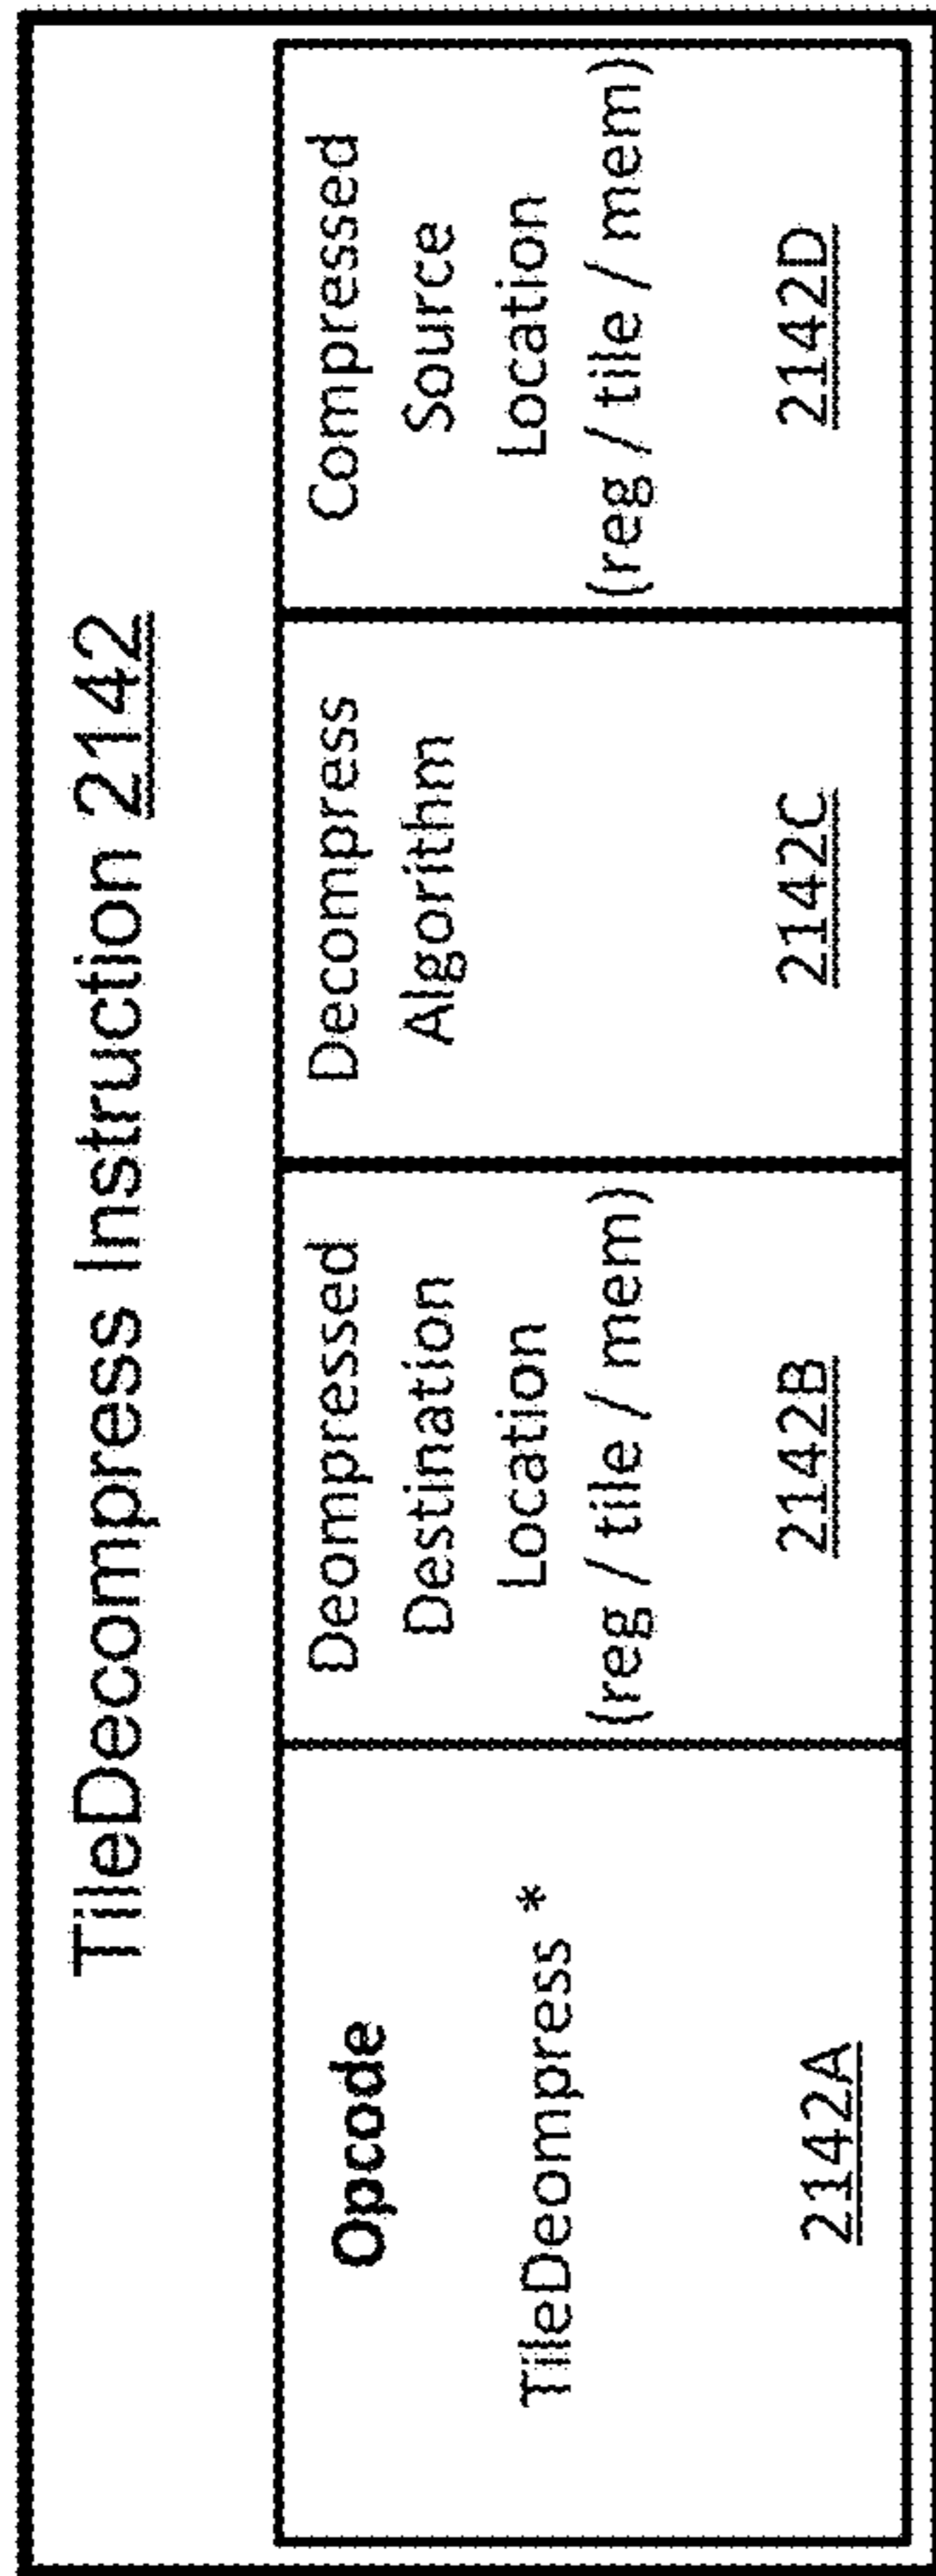 TileDecompress Instruction 2142
Opcode
TileDeompress *
2142A
Deompressed
Destination
Location
(reg / tile / mem)
2142B
Decompress
Algorithm
2142C
Compressed
Source
Location
(reg / tile / mem)
2142D